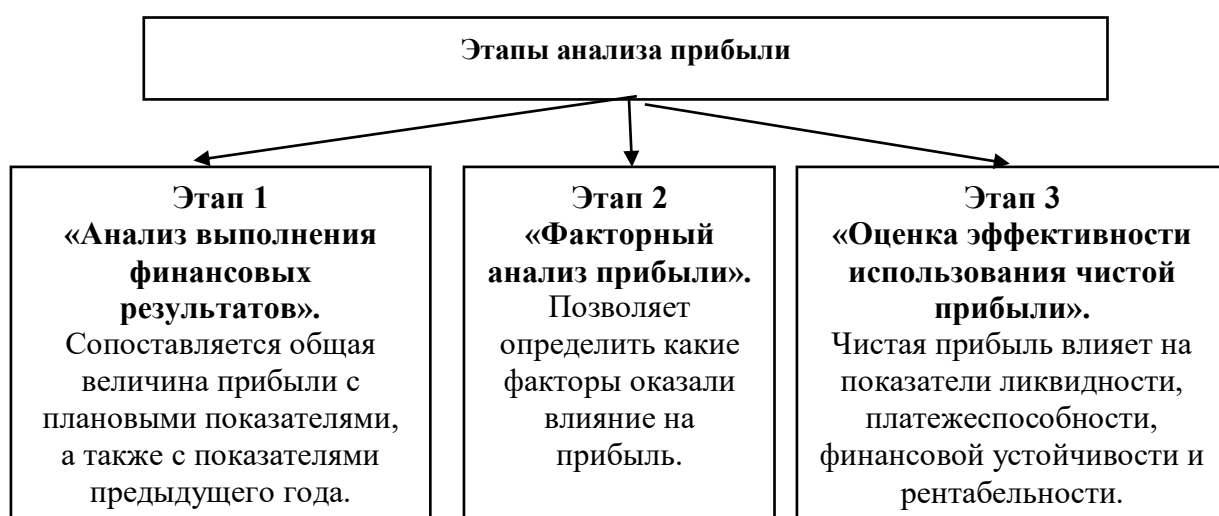 Этапы анализа прибыли
Этап 1
«Анализ выполнения
финансовых
результатов».
Сопоставляется общая
величина прибыли с
плановыми показателями,
а также с показателями
предыдущего года.
Этап 2
«Факторный
анализ прибыли».
Позволяет
определить какие
факторы оказали
влияние на
прибыль.
Этап 3
«Оценка эффективности
использования чистой
прибыли».
Чистая прибыль влияет на
показатели ликвидности,
платежеспособности,
финансовой устойчивости и
рентабельности.